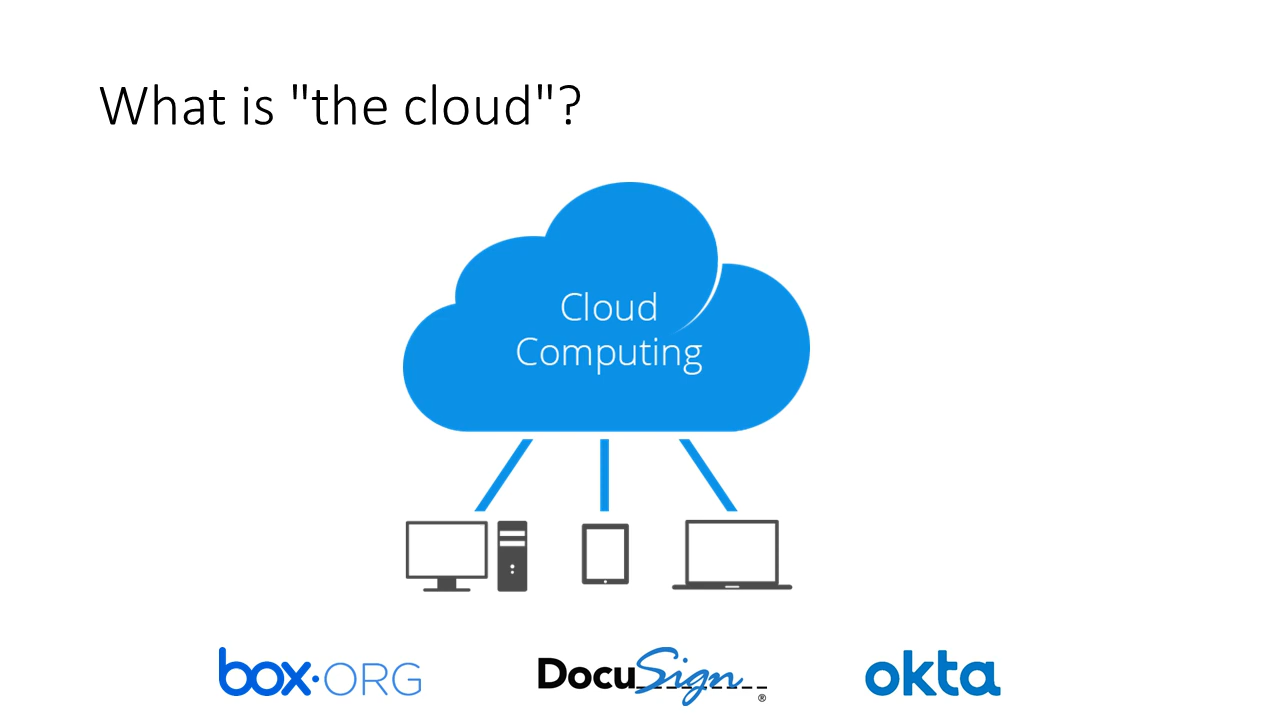 What is "the cloud"?
Cloud
Computing
box.ORG
DocuSign®
okta